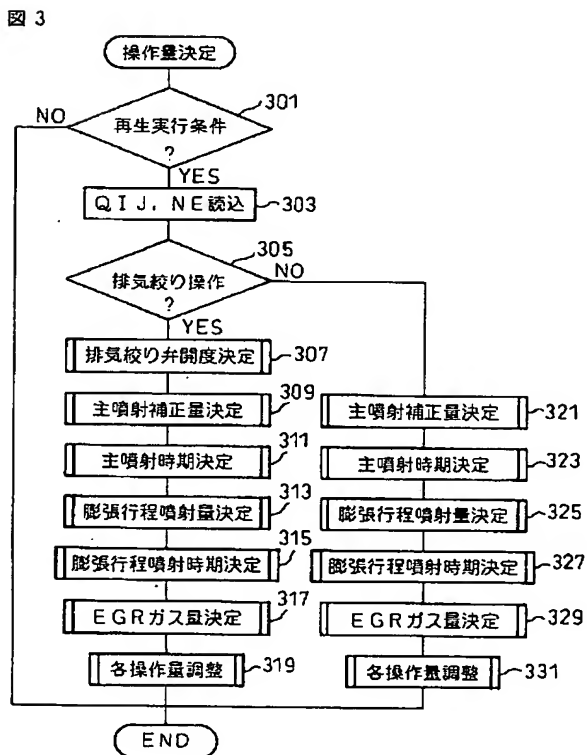 図 3
操作量決定
301
NO
再生実行条件
?
YES
QIJ, NE読込
303
305
排気絞り操作
?
NO
YES
排気絞り弁開度決定
307
主噴射補正量決定
309
主噴射時期決定
311
膨張行程噴射量決定
313
膨張行程噴射時期決定
315
EGRガス量決定
317
各操作量調整
319
主噴射補正量決定
321
主噴射時期決定
323
膨張行程噴射量決定
325
膨張行程噴射時期決定
327
EGRガス量決定
329
各操作量調整
331
END